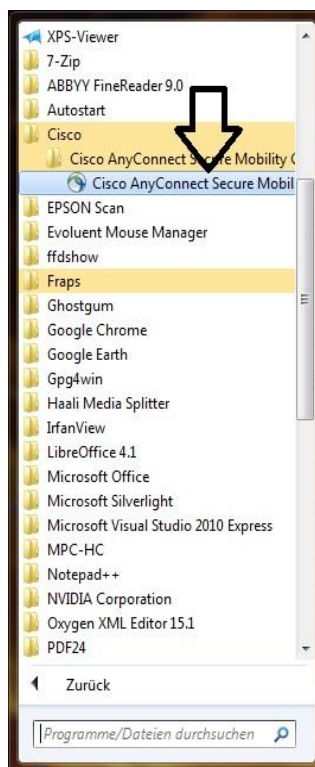 XPS-Viewer
7-Zip
ABBYY FineReader 9.0
Autostart
Cisco
Cisco AnyConnect Secure Mobility C
Cisco AnyConnect Secure Mobil
EPSON Scan
Evoluent Mouse Manager
ffdshow
Fraps
Ghostgum
Google Chrome
Google Earth
Gpg4win
Haali Media Splitter
IrfanView
LibreOffice 4.1
Microsoft Office
Microsoft Silverlight
Microsoft Visual Studio 2010 Express
MPC-HC
Notepad++
NVIDIA Corporation
Oxygen XML Editor 15.1
PDF24
Zurück
Programme/Dateien durchsuchen